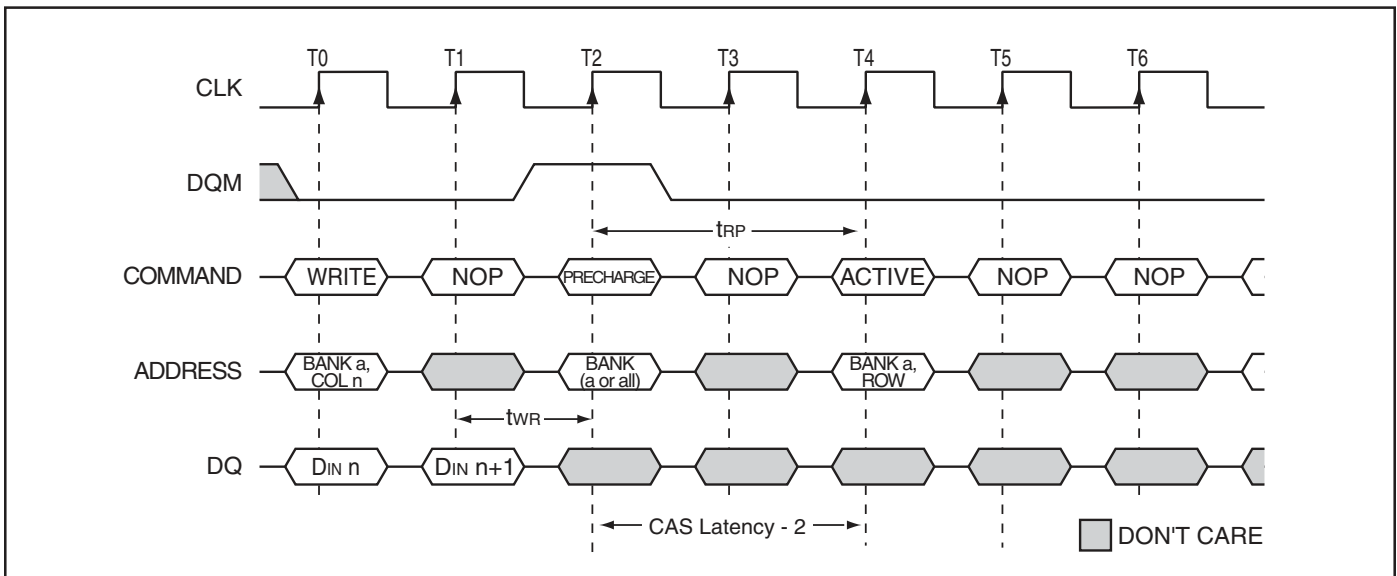 T0 T1 T2 T3 T4 T5 T6
CLK
DQM
tRP
COMMAND WRITE NOP PRECHARGE NOP ACTIVE NOP NOP
ADDRESS BANK a, COL n BANK (a or all) BANK a, ROW
tWR
DQ DIN n DIN n+1
CAS Latency - 2
DON'T CARE